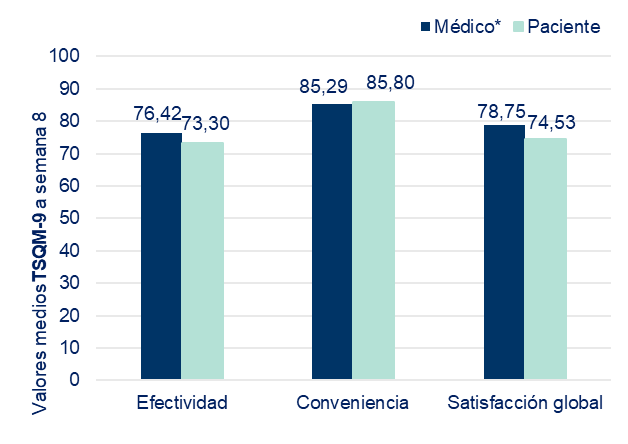 Médico* Paciente
Valores medios TSQM-9 a semana 8
100
90
80
70
60
50
40
30
20
10
0
76,42 73,30 85,29 85,80 78,75 74,53
Efectividad Conveniencia Satisfacción global